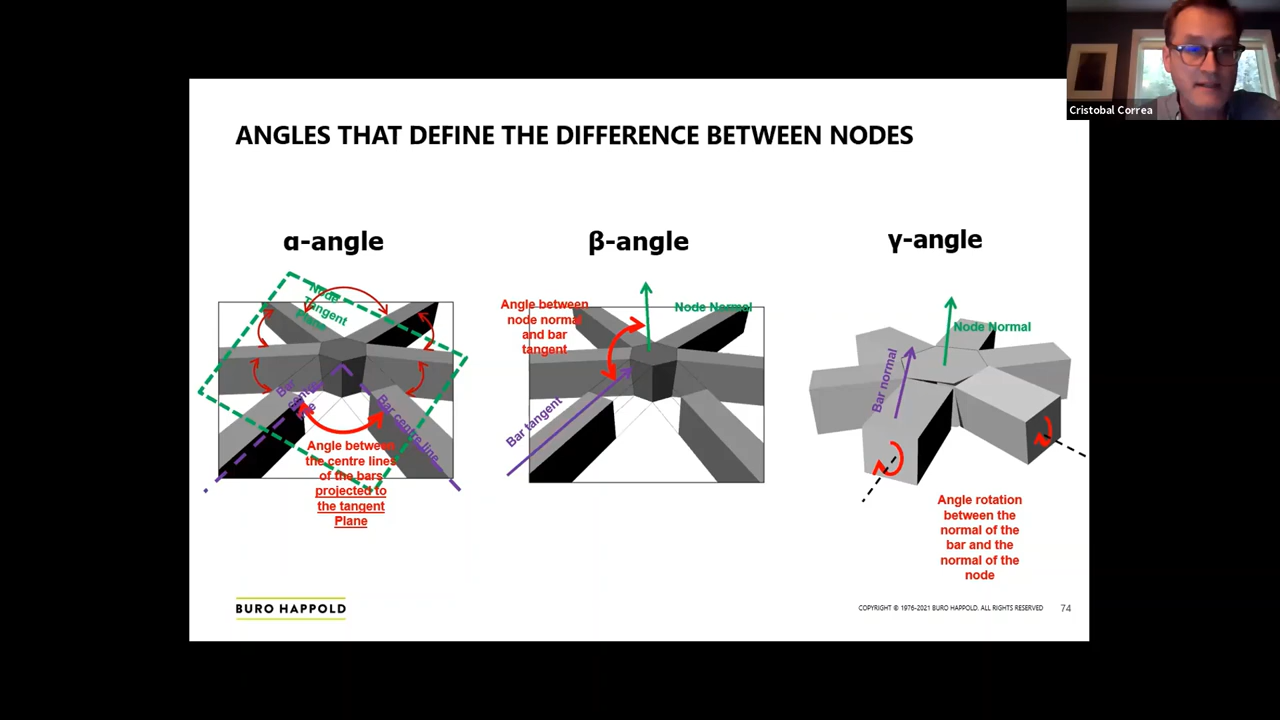 Cristobal Correa
ANGLES THAT DEFINE THE DIFFERENCE BETWEEN NODES
α-angle
Node
Tangent
Plane
Bar
centre
line
Bar centre line
Angle between
the centre lines
of the bars
projected to
the tangent
Plane
β-angle
Angle between
node normal
and bar
tangent
Node Normal
Bar tangent
γ-angle
Node Normal
Bar normal
Angle rotation
between the
normal of the
bar and the
normal of the
node
BURO HAPPOLD
COPYRIGHT © 1976-2021 BURO HAPPOLD. ALL RIGHTS RESERVED
74